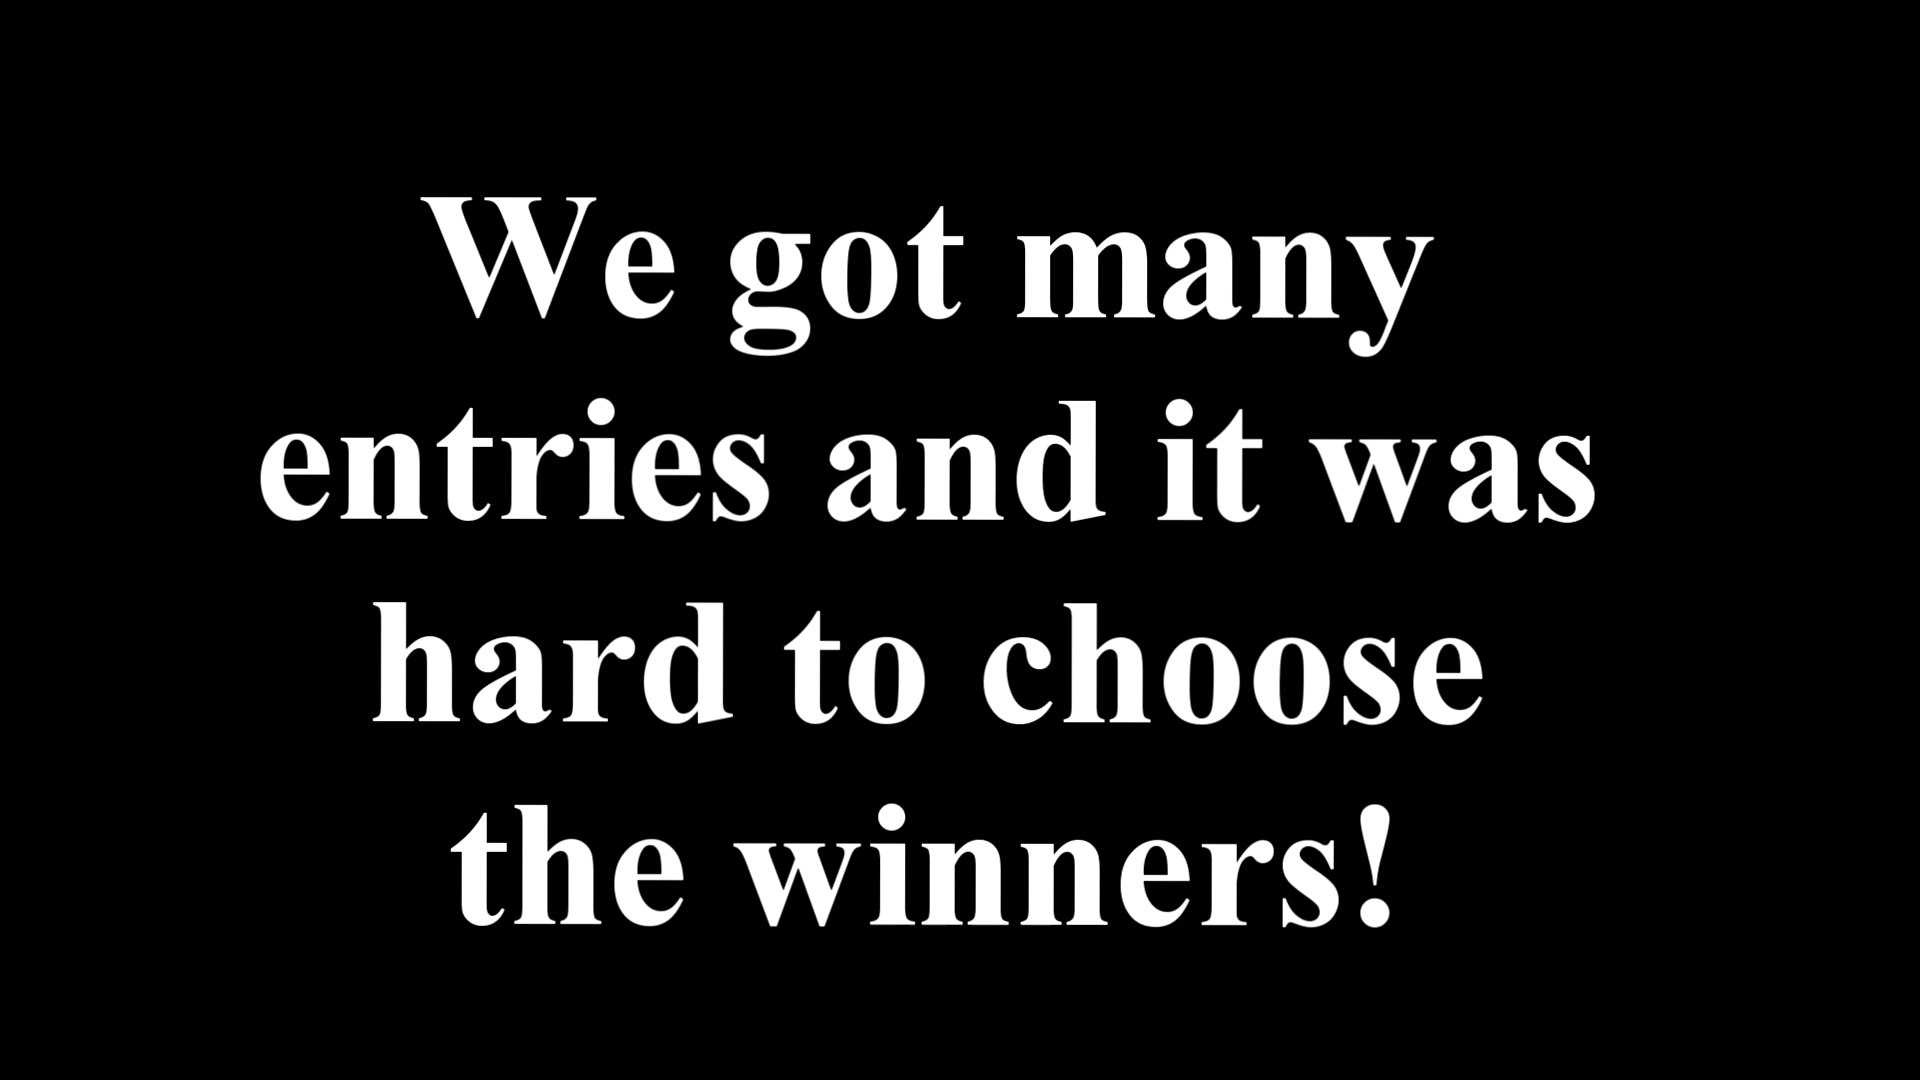 We got many
entries and it was
hard to choose
the winners!